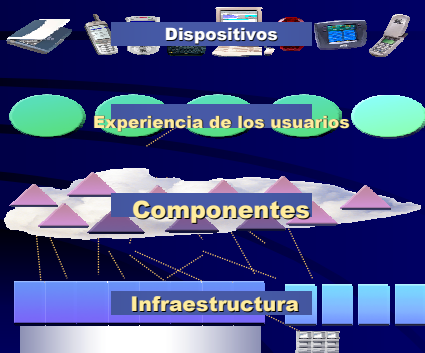 Dispositivos
Experiencia de los usuarios
Componentes
Infraestructura